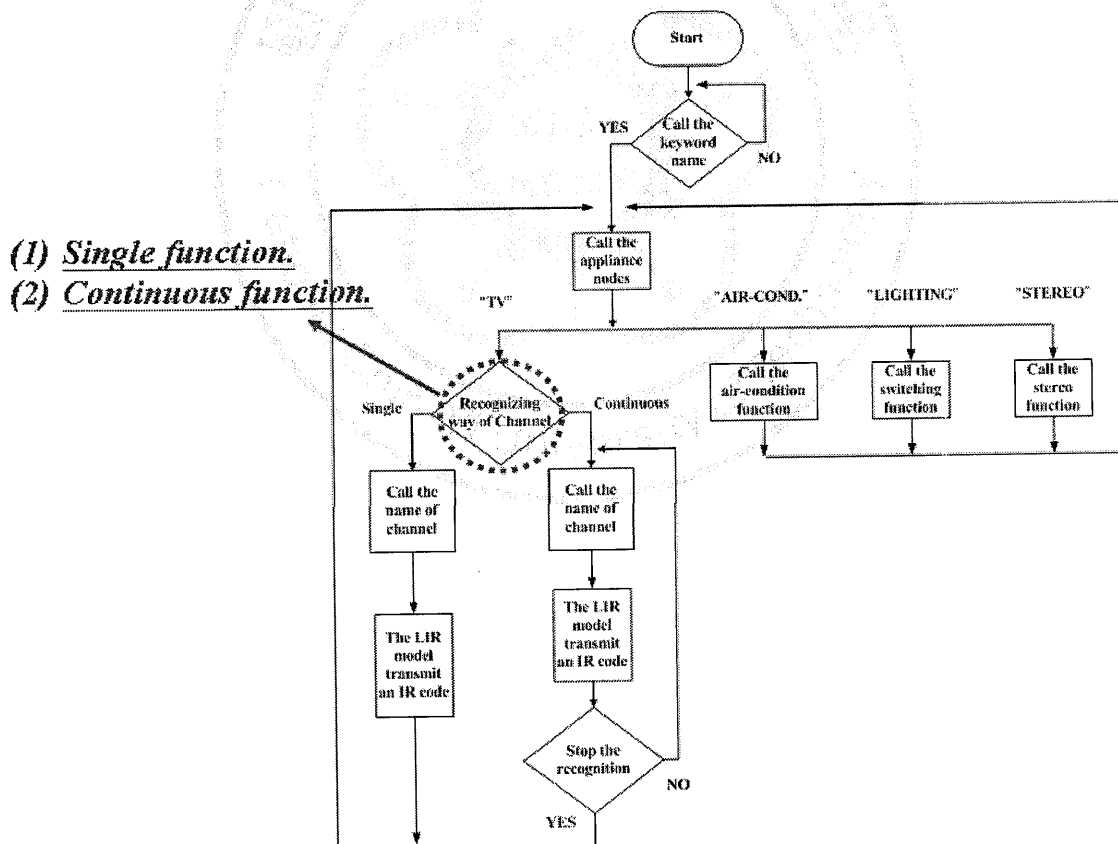 Start
Call the
keyword
name
YES
NO
(1) Single function.
(2) Continuous function.
Call the
appliance
nodes
"TV"
"AIR-COND."
"LIGHTING"
"STEREO"
Recognizing
way of Channel
Single
Continuous
Call the
air-condition
function
Call the
switching
function
Call the
stereo
function
Call the
name of
channel
Call the
name of
channel
The LIR
model
transmit
an IR code
The LIR
model
transmit
an IR code
Stop the
recognition
NO
YES